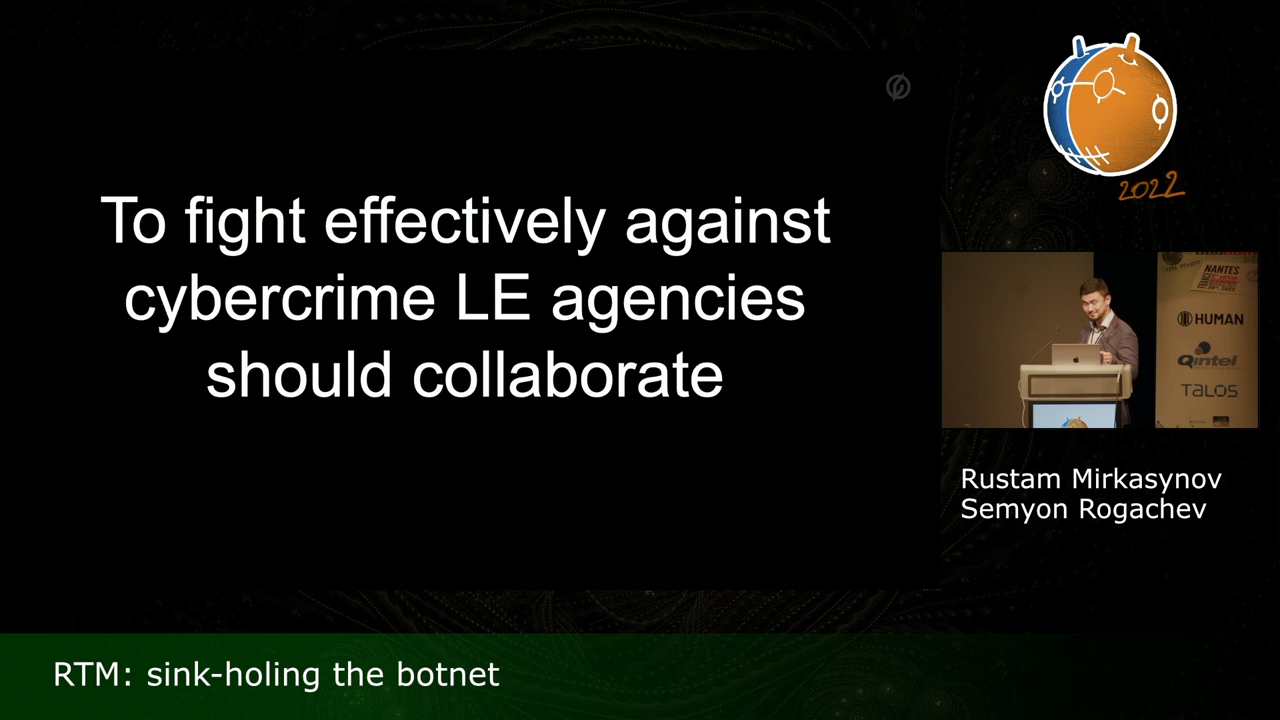 To fight effectively against
cybercrime LE agencies
should collaborate
2022
NANTES
HUMAN
Qintel
TALOS
Rustam Mirkasynov
Semyon Rogachev
RTM: sink-holing the botnet